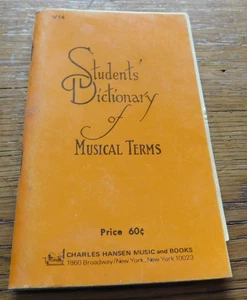 V14
Students'
Dictionary
of
MUSICAL TERMS
Price 60¢
CHARLES HANSEN MUSIC and BOOKS
1860 Broadway/New York, New York 10023